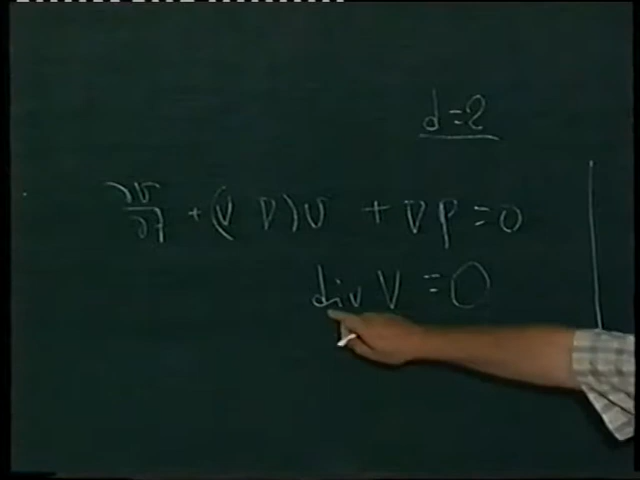 d=2
∂v/∂t + (v ∇)v + ∇p = 0
div v = 0